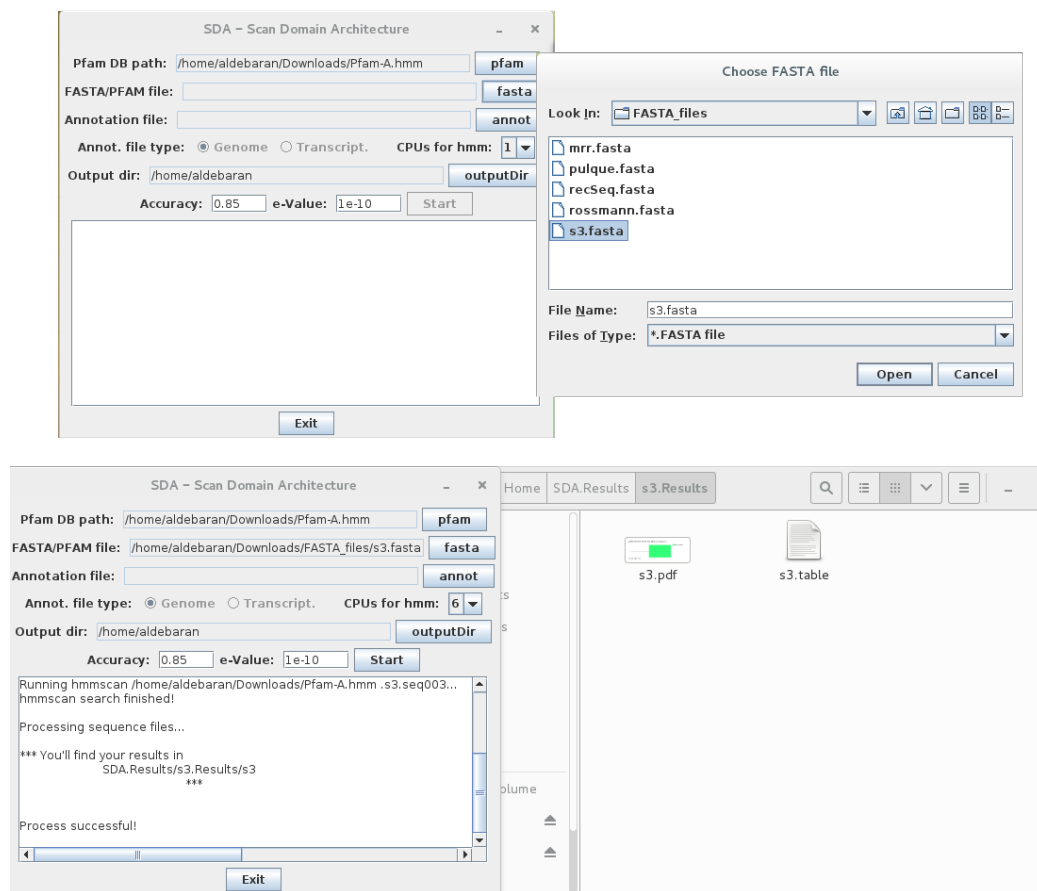 SDA – Scan Domain Architecture
Pfam DB path: /home/aldebaran/Downloads/Pfam-A.hmm pfam
FASTA/PFAM file: fasta
Annotation file: annot
Annot. file type: Genome Transcript. CPUs for hmm: 1
Output dir: /home/aldebaran outputDir
Accuracy: 0.85 e-Value: 1e-10 Start
Exit
Choose FASTA file
Look In: FASTA_files
mrr.fasta
pulque.fasta
recSeq.fasta
rossmann.fasta
s3.fasta
File Name: s3.fasta
Files of Type: *.FASTA file
Open Cancel
SDA – Scan Domain Architecture
Pfam DB path: /home/aldebaran/Downloads/Pfam-A.hmm pfam
FASTA/PFAM file: /home/aldebaran/Downloads/FASTA_files/s3.fasta fasta
Annotation file: annot
Annot. file type: Genome Transcript. CPUs for hmm: 6
Output dir: /home/aldebaran outputDir
Accuracy: 0.85 e-Value: 1e-10 Start
Running hmmscan /home/aldebaran/Downloads/Pfam-A.hmm .s3.seq003...
hmmscan search finished!
Processing sequence files...
*** You'll find your results in
SDA.Results/s3.Results/s3
***
Process successful!
Exit
Home SDA.Results s3.Results
s3.pdf s3.table